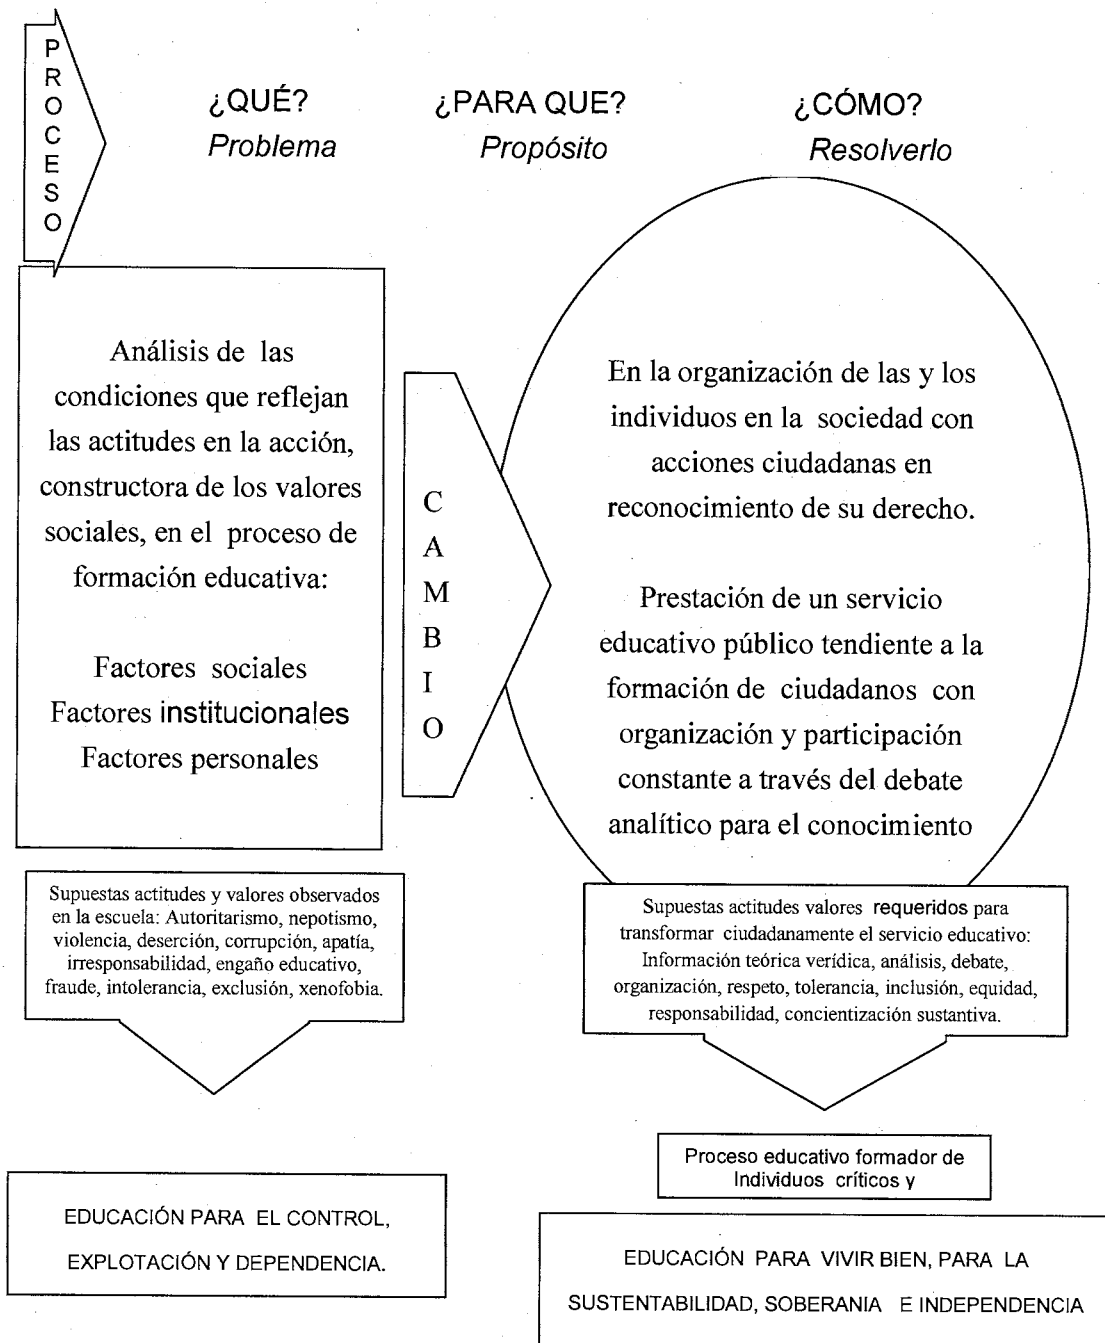 PROCESO
¿QUÉ?
Problema
¿PARA QUE?
Propósito
¿CÓMO?
Resolverlo
Análisis de las
condiciones que reflejan
las actitudes en la acción,
constructora de los valores
sociales, en el proceso de
formación educativa:
Factores sociales
Factores institucionales
Factores personales
CAMBIO
En la organización de las y los
individuos en la sociedad con
acciones ciudadanas en
reconocimiento de su derecho.
Prestación de un servicio
educativo público tendiente a la
formación de ciudadanos con
organización y participación
constante a través del debate
analítico para el conocimiento
Supuestas actitudes y valores observados
en la escuela: Autoritarismo, nepotismo,
violencia, deserción, corrupción, apatía,
irresponsabilidad, engaño educativo,
fraude, intolerancia, exclusión, xenofobia.
Supuestas actitudes valores requeridos para
transformar ciudadanamente el servicio educativo:
Información teórica verídica, análisis, debate,
organización, respeto, tolerancia, inclusión, equidad,
responsabilidad, concientización sustantiva.
Proceso educativo formador de
Individuos críticos y
EDUCACIÓN PARA EL CONTROL,
EXPLOTACIÓN Y DEPENDENCIA.
EDUCACIÓN PARA VIVIR BIEN, PARA LA
SUSTENTABILIDAD, SOBERANIA E INDEPENDENCIA